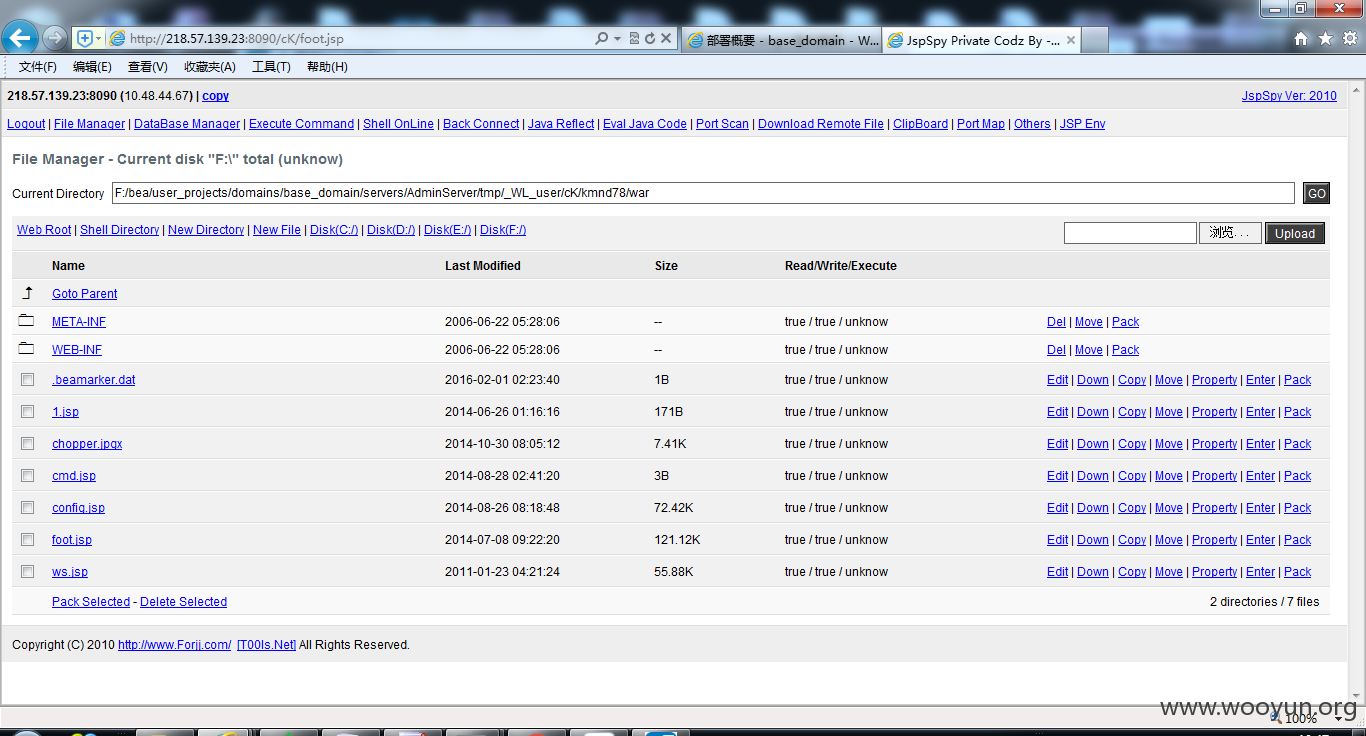 http://218.57.139.23:8090/cK/foot.jsp
部署概要 - base_domain - W...
JspSpy Private Codz By -...
文件(F) 编辑(E) 查看(V) 收藏夹(A) 工具(T) 帮助(H)
218.57.139.23:8090 (10.48.44.67) | copy
JspSpy Ver: 2010
Logout | File Manager | DataBase Manager | Execute Command | Shell OnLine | Back Connect | Java Reflect | Eval Java Code | Port Scan | Download Remote File | ClipBoard | Port Map | Others | JSP Env
File Manager - Current disk "F:\" total (unknow)
Current Directory F:/bea/user_projects/domains/base_domain/servers/AdminServer/tmp/_WL_user/cK/kmnd78/war GO
Web Root | Shell Directory | New Directory | New File | Disk(C:/) | Disk(D:/) | Disk(E:/) | Disk(F:/) 浏览... Upload
Name Last Modified Size Read/Write/Execute
Goto Parent
META-INF 2006-06-22 05:28:06 -- true / true / unknow Del | Move | Pack
WEB-INF 2006-06-22 05:28:06 -- true / true / unknow Del | Move | Pack
.beamarker.dat 2016-02-01 02:23:40 1B true / true / unknow Edit | Down | Copy | Move | Property | Enter | Pack
1.jsp 2014-06-26 01:16:16 171B true / true / unknow Edit | Down | Copy | Move | Property | Enter | Pack
chopper.jpgx 2014-10-30 08:05:12 7.41K true / true / unknow Edit | Down | Copy | Move | Property | Enter | Pack
cmd.jsp 2014-08-28 02:41:20 3B true / true / unknow Edit | Down | Copy | Move | Property | Enter | Pack
config.jsp 2014-08-26 08:18:48 72.42K true / true / unknow Edit | Down | Copy | Move | Property | Enter | Pack
foot.jsp 2014-07-08 09:22:20 121.12K true / true / unknow Edit | Down | Copy | Move | Property | Enter | Pack
ws.jsp 2011-01-23 04:21:24 55.88K true / true / unknow Edit | Down | Copy | Move | Property | Enter | Pack
Pack Selected - Delete Selected 2 directories / 7 files
Copyright (C) 2010 http://www.Forjj.com/ [T00ls.Net] All Rights Reserved.
www.wooyun.org
100%